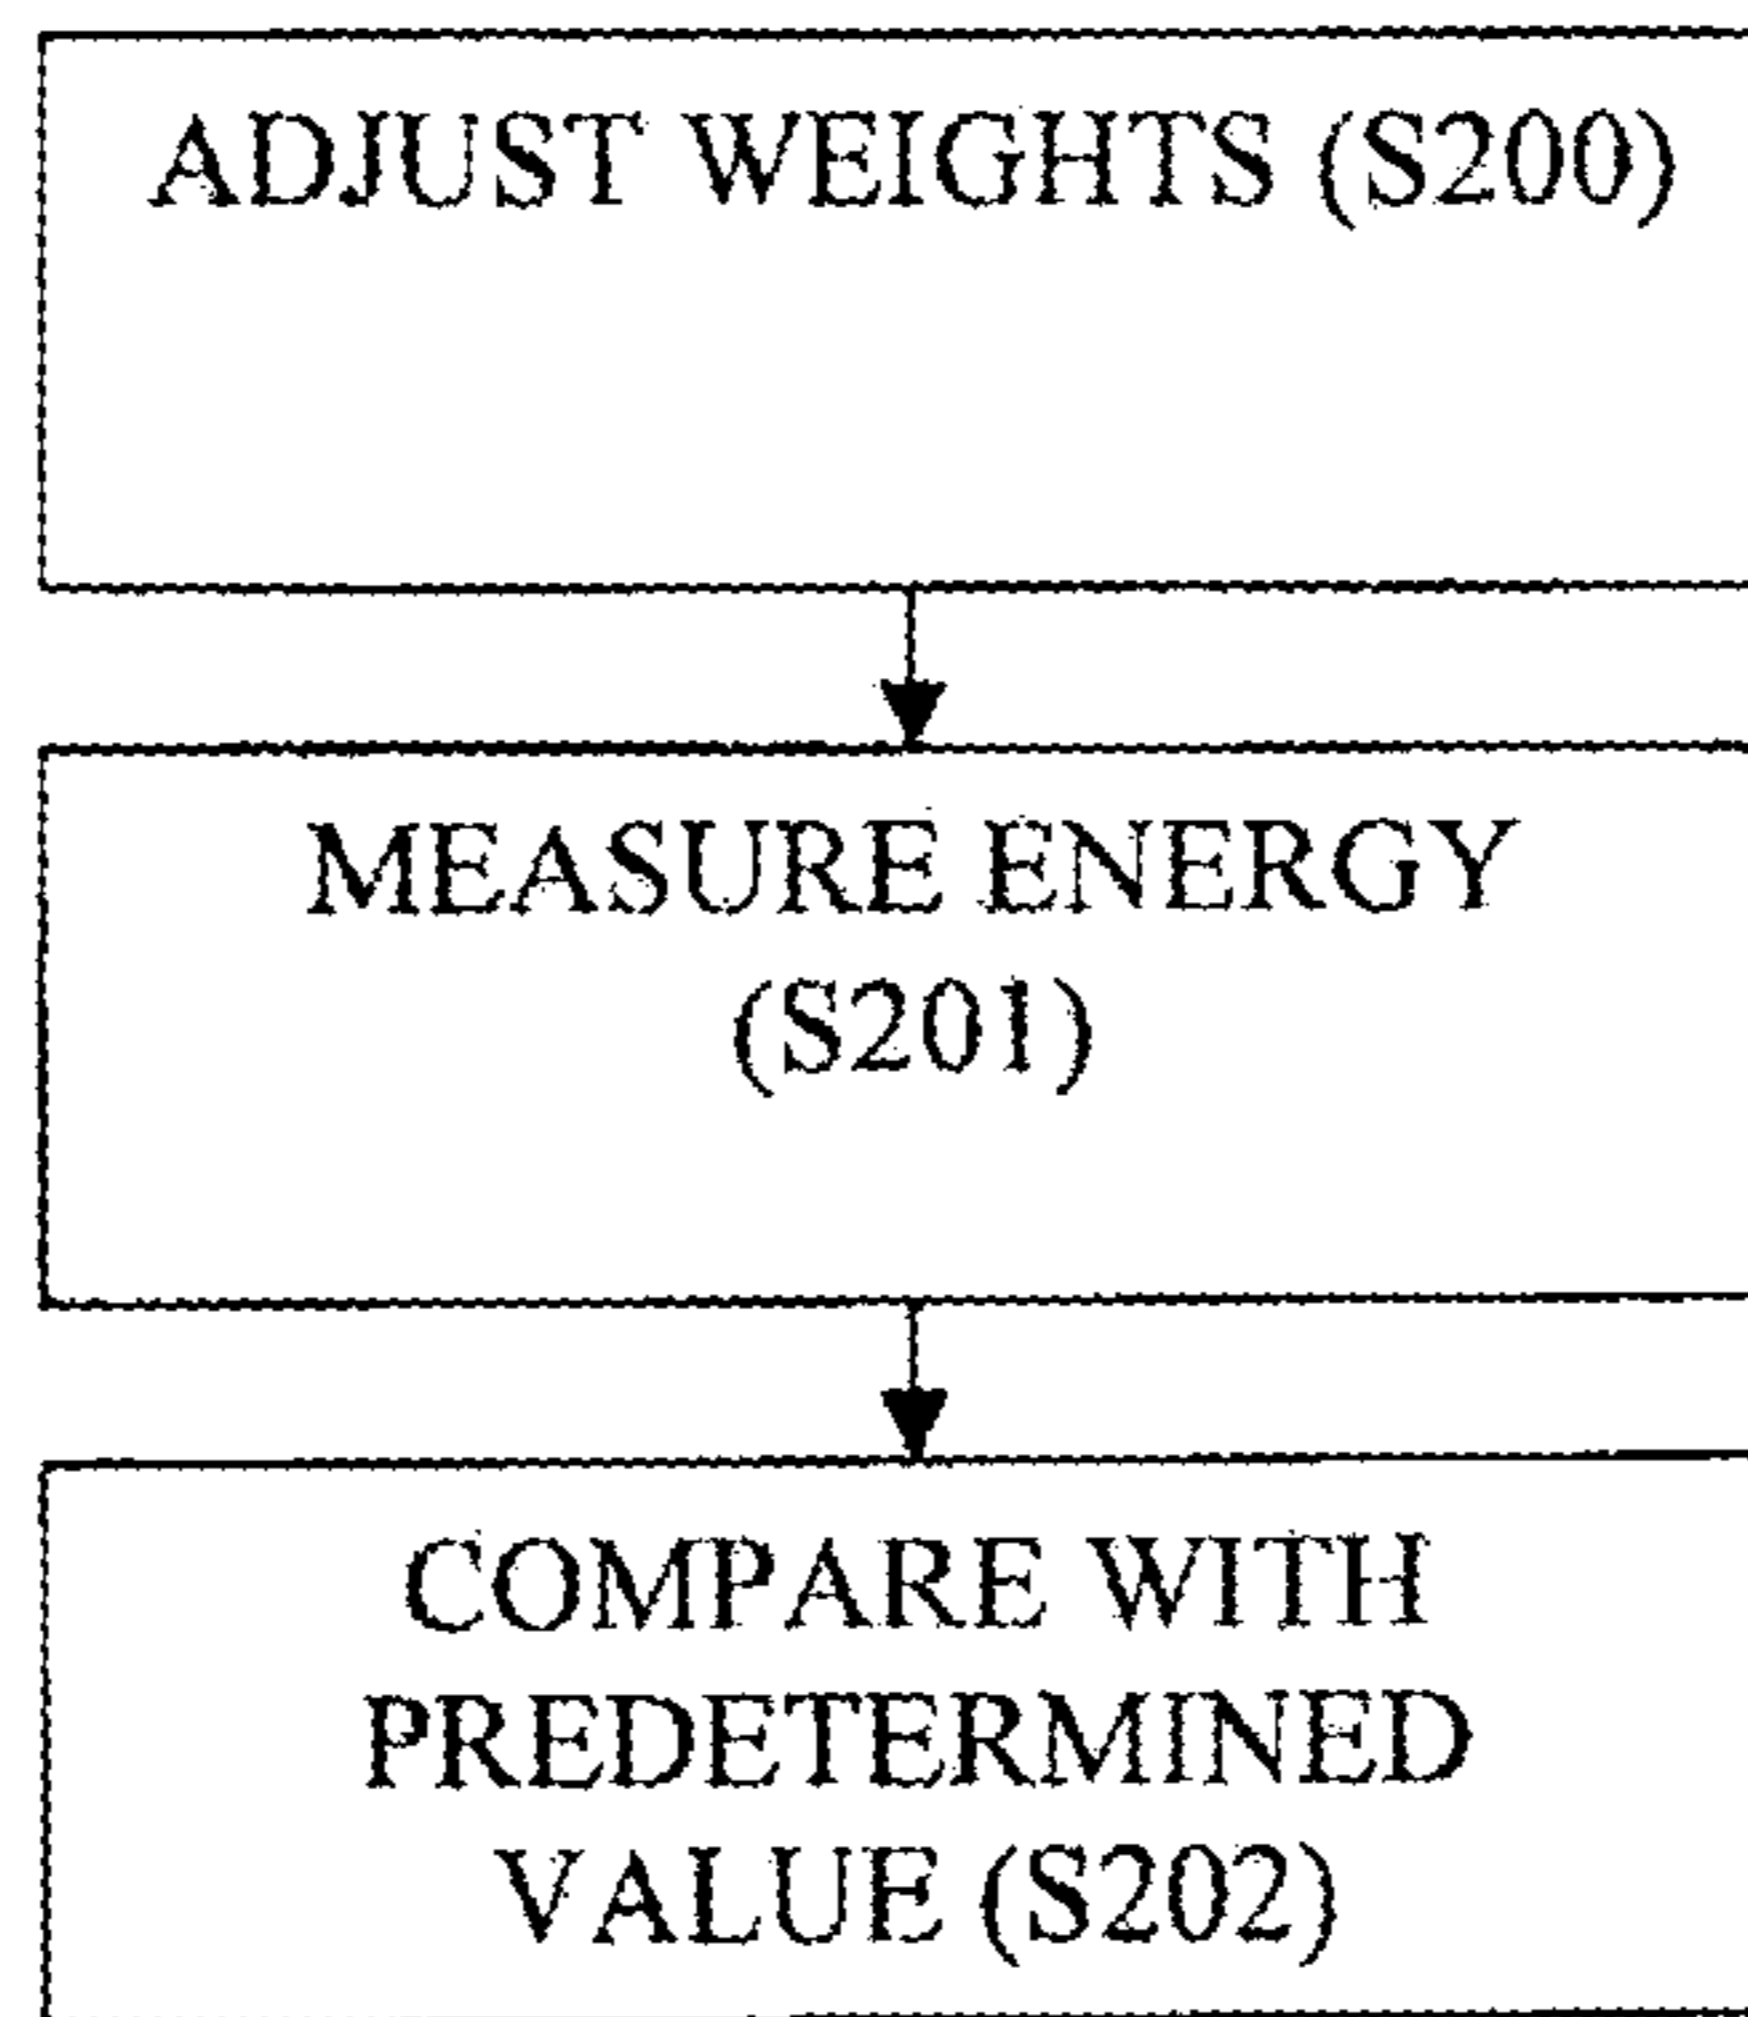 ADJUST WEIGHTS (S200)
MEASURE ENERGY
(S201)
COMPARE WITH
PREDETERMINED
VALUE (S202)